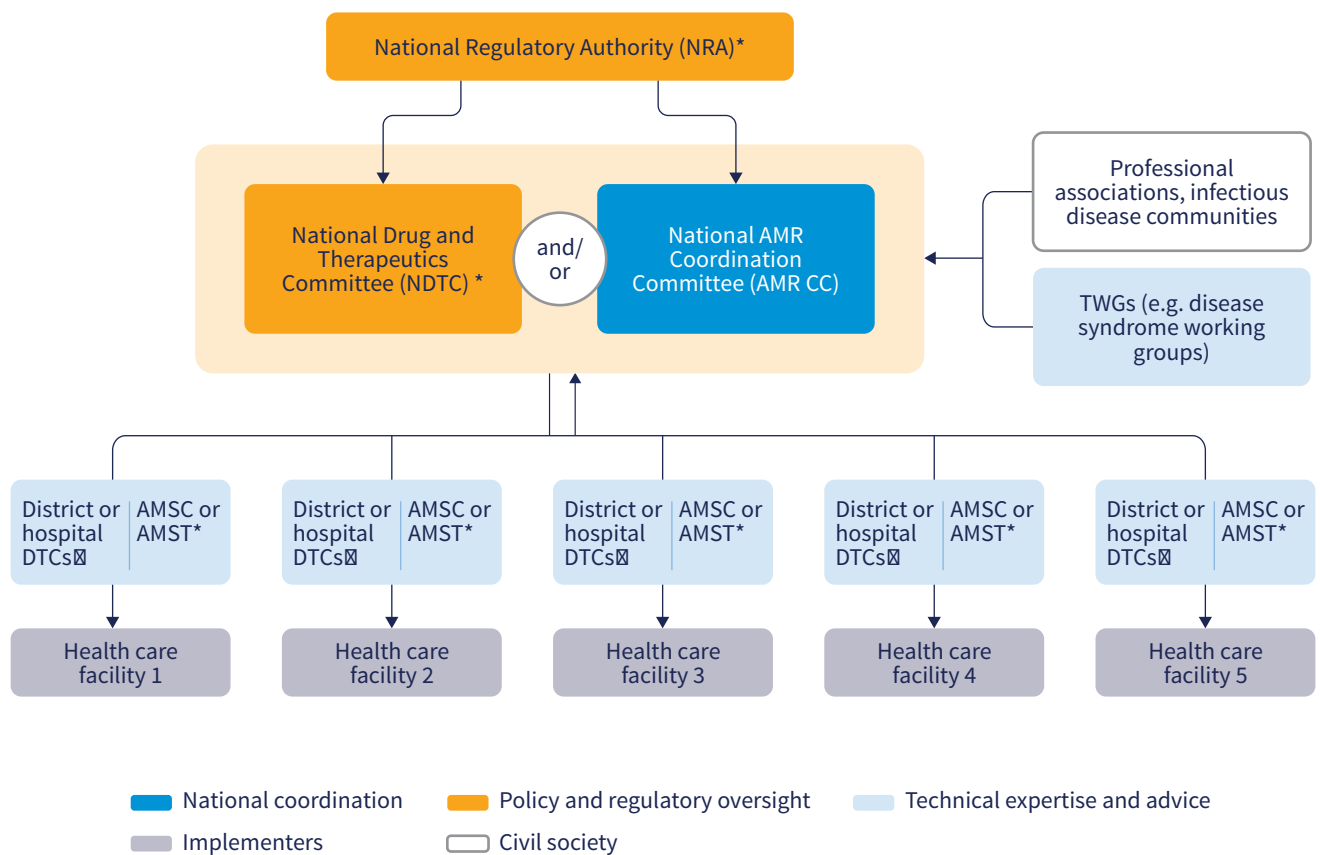 National Regulatory Authority (NRA)*
National Drug and
Therapeutics
Committee (NDTC) *
and/
or
National AMR
Coordination
Committee (AMR CC)
Professional
associations, infectious
disease communities
TWGs (e.g. disease
syndrome working
groups)
District or
hospital
DTCs
AMSC or
AMST*
District or
hospital
DTCs
AMSC or
AMST*
District or
hospital
DTCs
AMSC or
AMST*
District or
hospital
DTCs
AMSC or
AMST*
District or
hospital
DTCs
AMSC or
AMST*
Health care
facility 1
Health care
facility 2
Health care
facility 3
Health care
facility 4
Health care
facility 5
National coordination
Policy and regulatory oversight
Technical expertise and advice
Implementers
Civil society